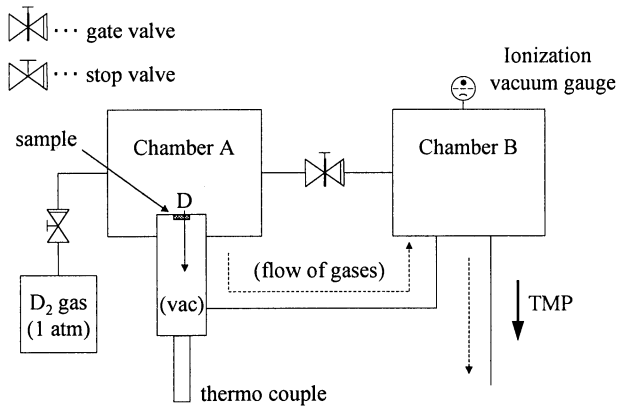 ··· gate valve
··· stop valve
Ionization
vacuum gauge
sample
Chamber A
Chamber B
D
D₂ gas
(1 atm)
(vac)
(flow of gases)
TMP
thermo couple